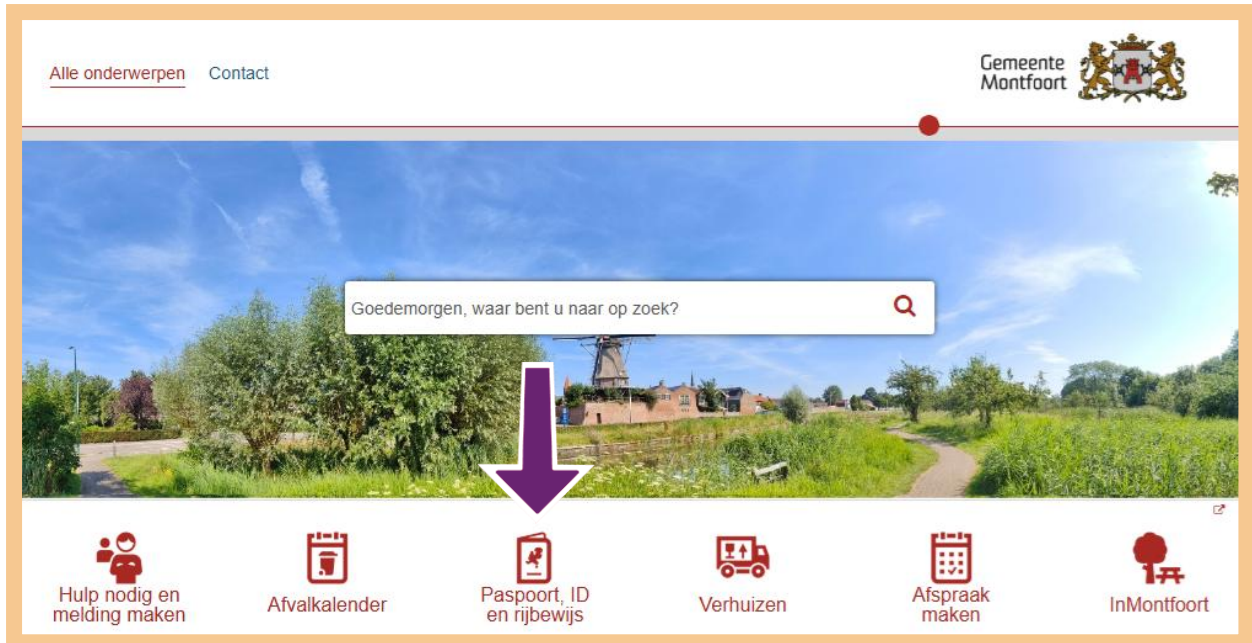 Alle onderwerpen Contact
Gemeente
Montfoort
Goedemorgen, waar bent u naar op zoek?
Hulp nodig en
melding maken
Afvalkalender
Paspoort, ID
en rijbewijs
Verhuizen
Afspraak
maken
InMontfoort